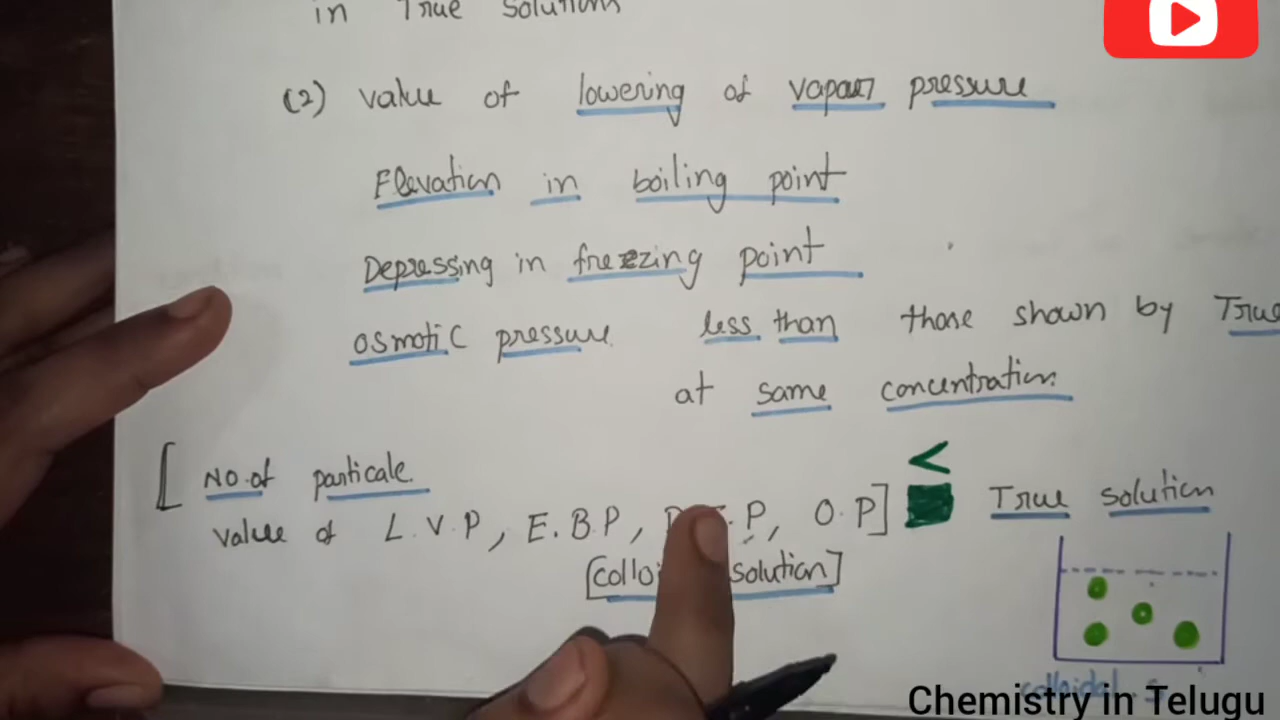 in True solutions
(2) value of lowering of vapour pressure
Elevation in boiling point
Depressing in freezing point
osmotic pressure less than those shown by True
at same concentration
[ NO.of particale.
<
value of L.V.P, E.B.P, P, O.P] True solution
solution]
Chemistry in Telugu